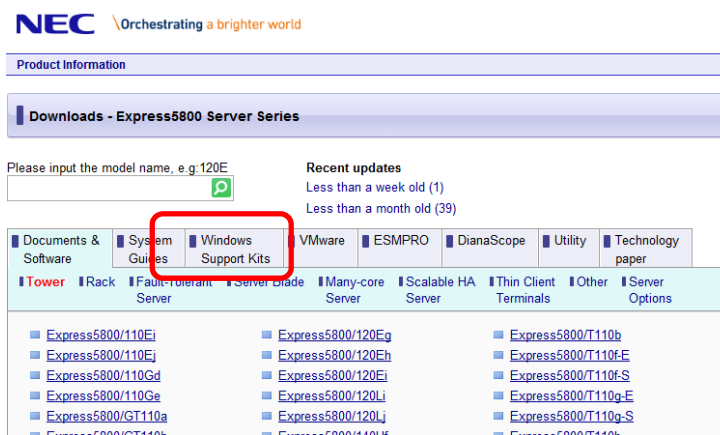 NEC \Orchestrating a brighter world
Product Information
Downloads - Express5800 Server Series
Please input the model name, e.g:120E
Recent updates
Less than a week old (1)
Less than a month old (39)
Documents & Software
System Guides
Windows Support Kits
VMware
ESMPRO
DianaScope
Utility
Technology paper
Tower
Rack
Fault-Tolerant Server
Server Blade
Many-core Server
Scalable HA Server
Thin Client Terminals
Other
Server Options
Express5800/110Ei
Express5800/120Eg
Express5800/T110b
Express5800/110Ej
Express5800/120Eh
Express5800/T110f-E
Express5800/110Gd
Express5800/120Ei
Express5800/T110f-S
Express5800/110Ge
Express5800/120Li
Express5800/T110g-E
Express5800/GT110a
Express5800/120Lj
Express5800/T110g-S